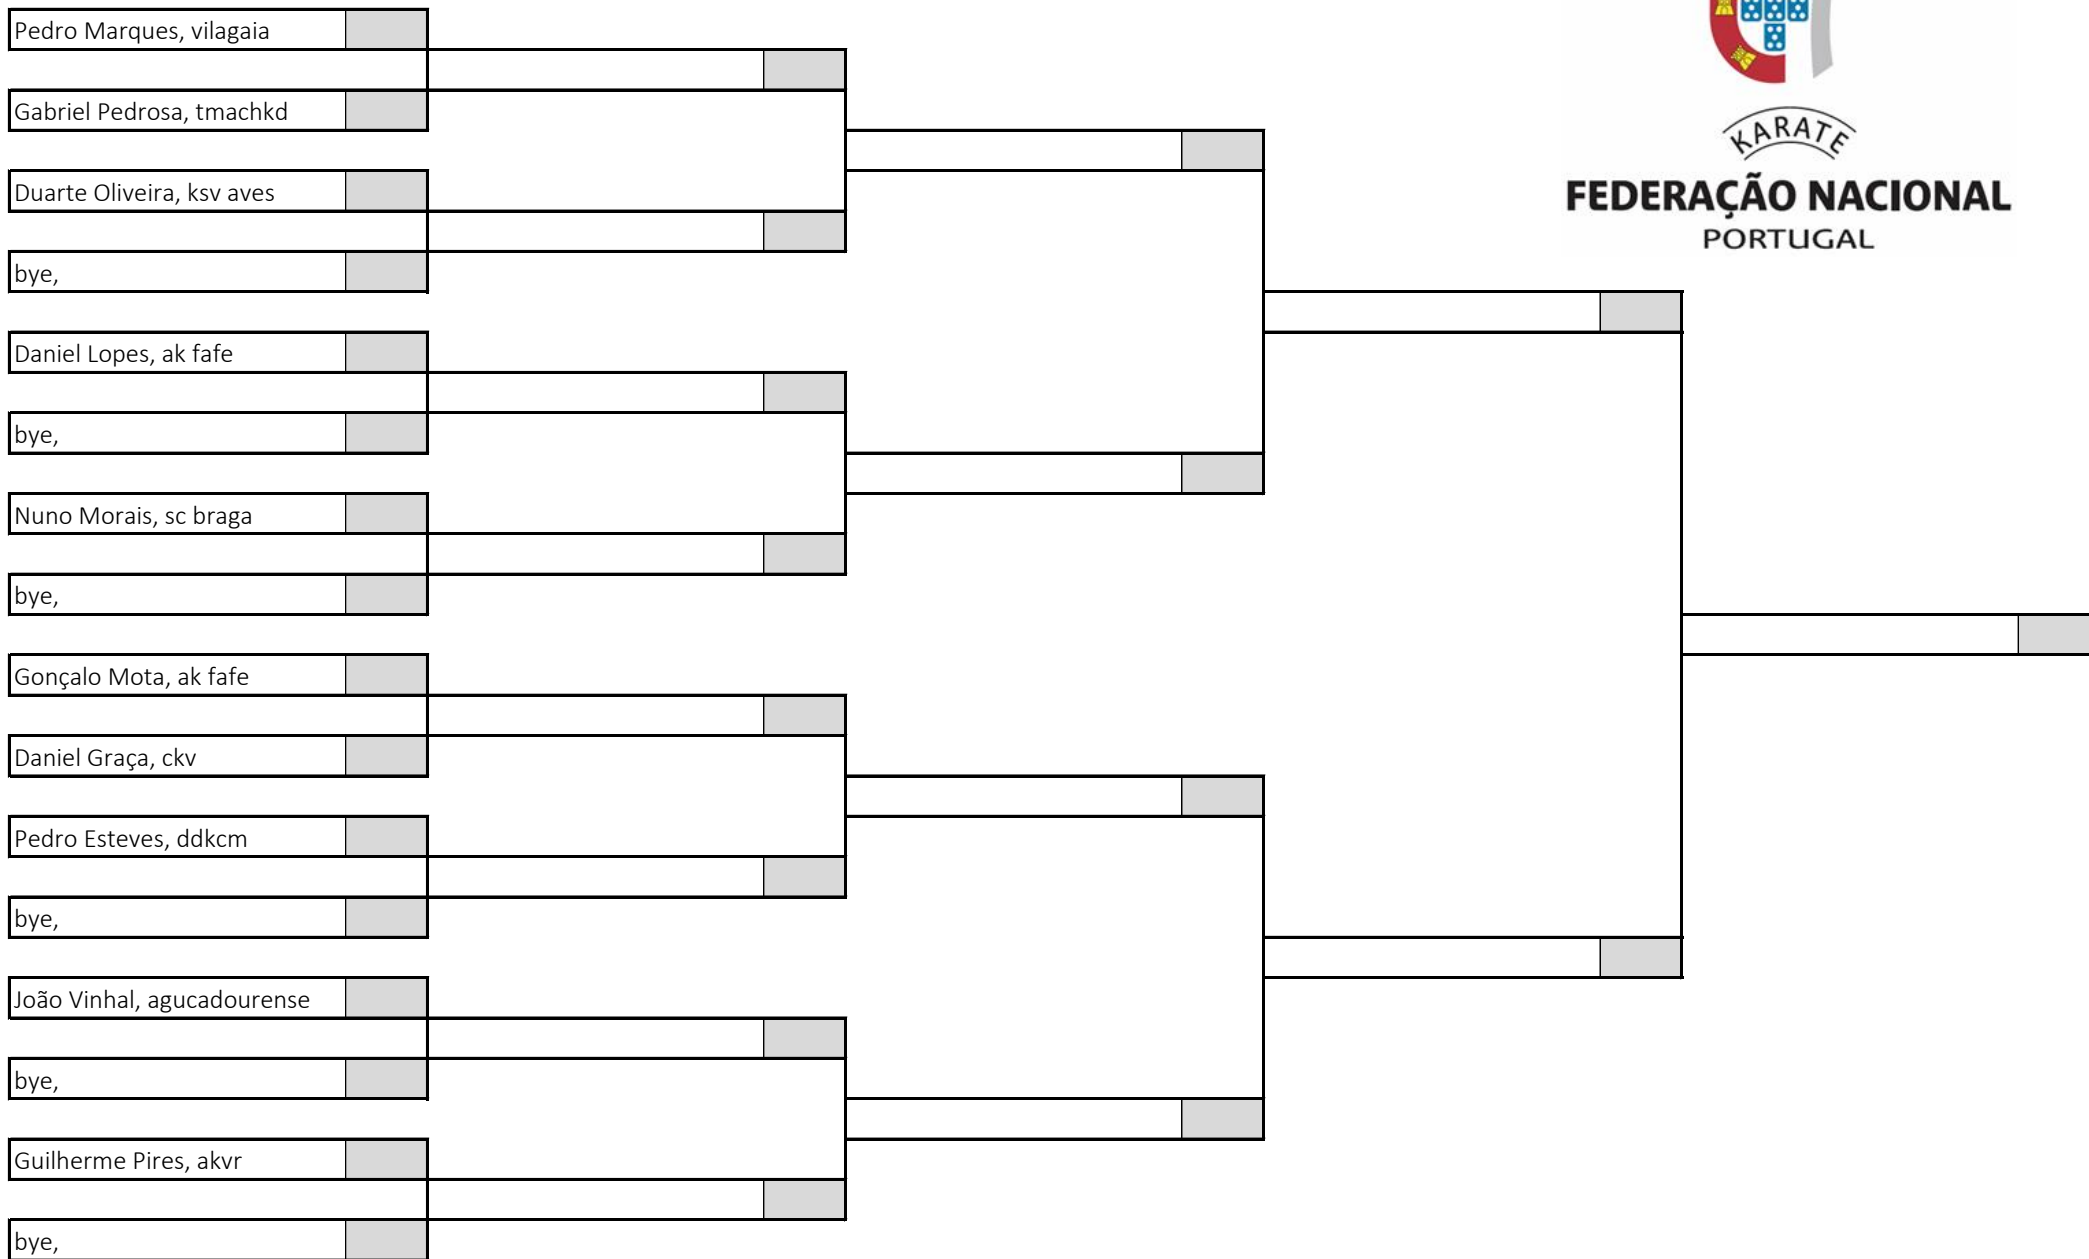 Pedro Marques, vilagaia
Gabriel Pedrosa, tmachkd
Duarte Oliveira, ksv aves
bye,
Daniel Lopes, ak fafe
bye,
Nuno Morais, sc braga
bye,
Gonçalo Mota, ak fafe
Daniel Graça, ckv
Pedro Esteves, ddkcm
bye,
João Vinhal, agucadourense
bye,
Guilherme Pires, akvr
bye,
KARATE
FEDERAÇÃO NACIONAL
PORTUGAL